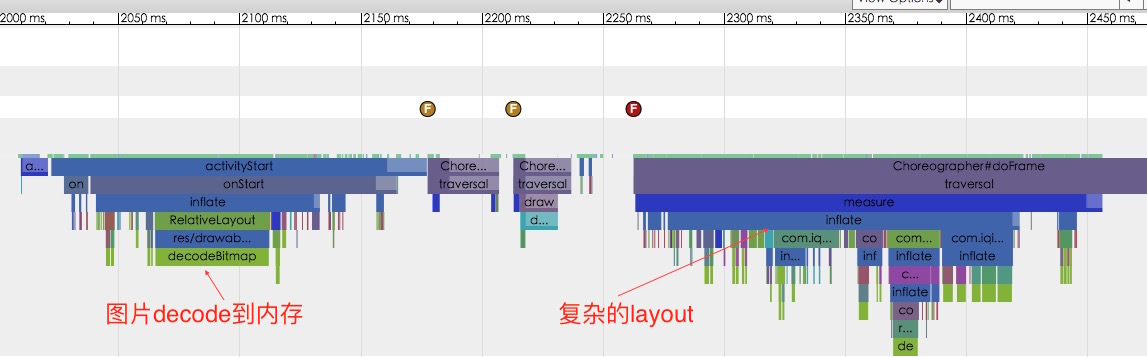 View Options
2000 ms, 2050 ms, 2100 ms, 2150 ms, 2200 ms, 2250 ms, 2300 ms, 2350 ms, 2400 ms, 2450 ms,
F F F
a... activityStart Chore... Chore... Choreographer#doFrame
on onStart traversal traversal traversal
inflate draw measure
RelativeLayout d... inflate
res/drawab... com.iq... co com... com.iqi...
decodeBitmap in... inf inflate inflate
c...
图片decode到内存 复杂的layout inflate
co
r...
de